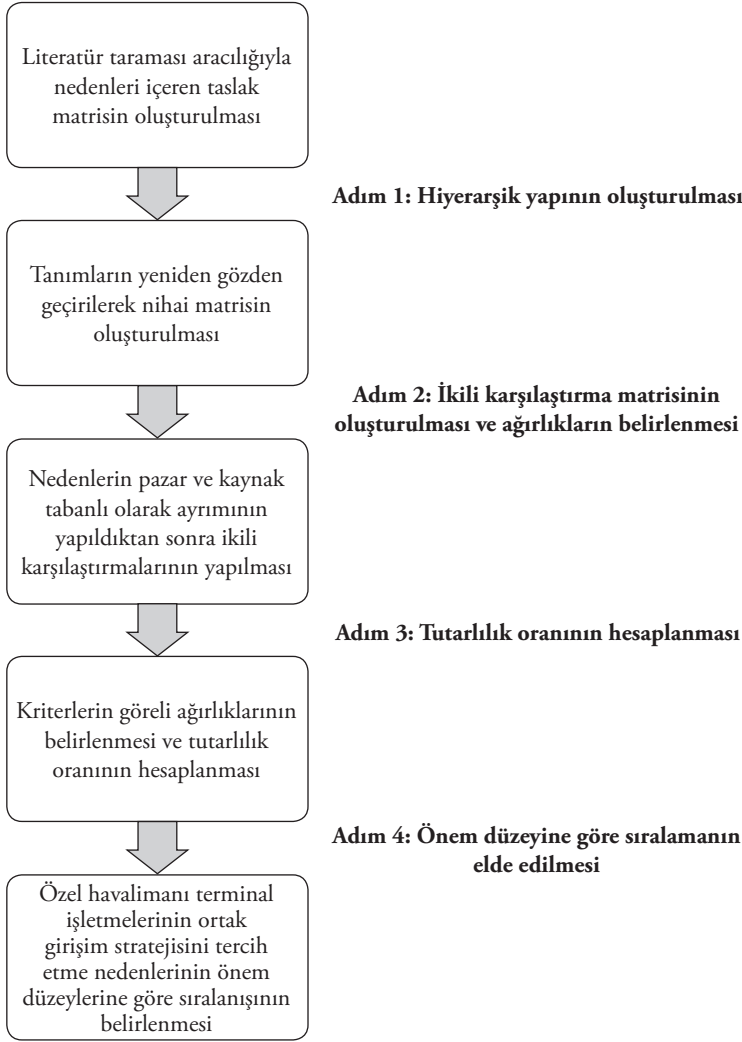 Literatür taraması aracılığıyla
nedenleri içeren taslak
matrisin oluşturulması
Adım 1: Hiyerarşik yapının oluşturulması
Tanımların yeniden gözden
geçirilerek nihai matrisin
oluşturulması
Adım 2: İkili karşılaştırma matrisinin
oluşturulması ve ağırlıkların belirlenmesi
Nedenlerin pazar ve kaynak
tabanlı olarak ayrımının
yapıldıktan sonra ikili
karşılaştırmalarının yapılması
Adım 3: Tutarlılık oranının hesaplanması
Kriterlerin göreli ağırlıklarının
belirlenmesi ve tutarlılık
oranının hesaplanması
Adım 4: Önem düzeyine göre sıralamanın
elde edilmesi
Özel havalimanı terminal
işletmelerinin ortak
girişim stratejisini tercih
etme nedenlerinin önem
düzeylerine göre sıralanışının
belirlenmesi